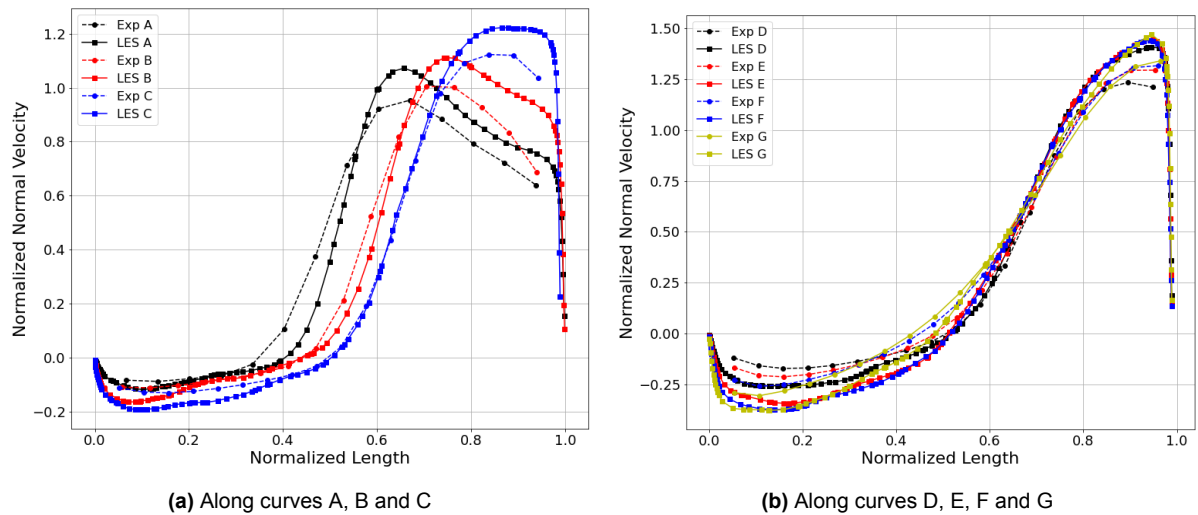 Normalized Normal Velocity
1.2
1.0
0.8
0.6
0.4
0.2
0.0
−0.2
Exp A
LES A
Exp B
LES B
Exp C
LES C
0.0 0.2 0.4 0.6 0.8 1.0
Normalized Length
(a) Along curves A, B and C
Normalized Normal Velocity
1.50
1.25
1.00
0.75
0.50
0.25
0.00
−0.25
Exp D
LES D
Exp E
LES E
Exp F
LES F
Exp G
LES G
0.0 0.2 0.4 0.6 0.8 1.0
Normalized Length
(b) Along curves D, E, F and G